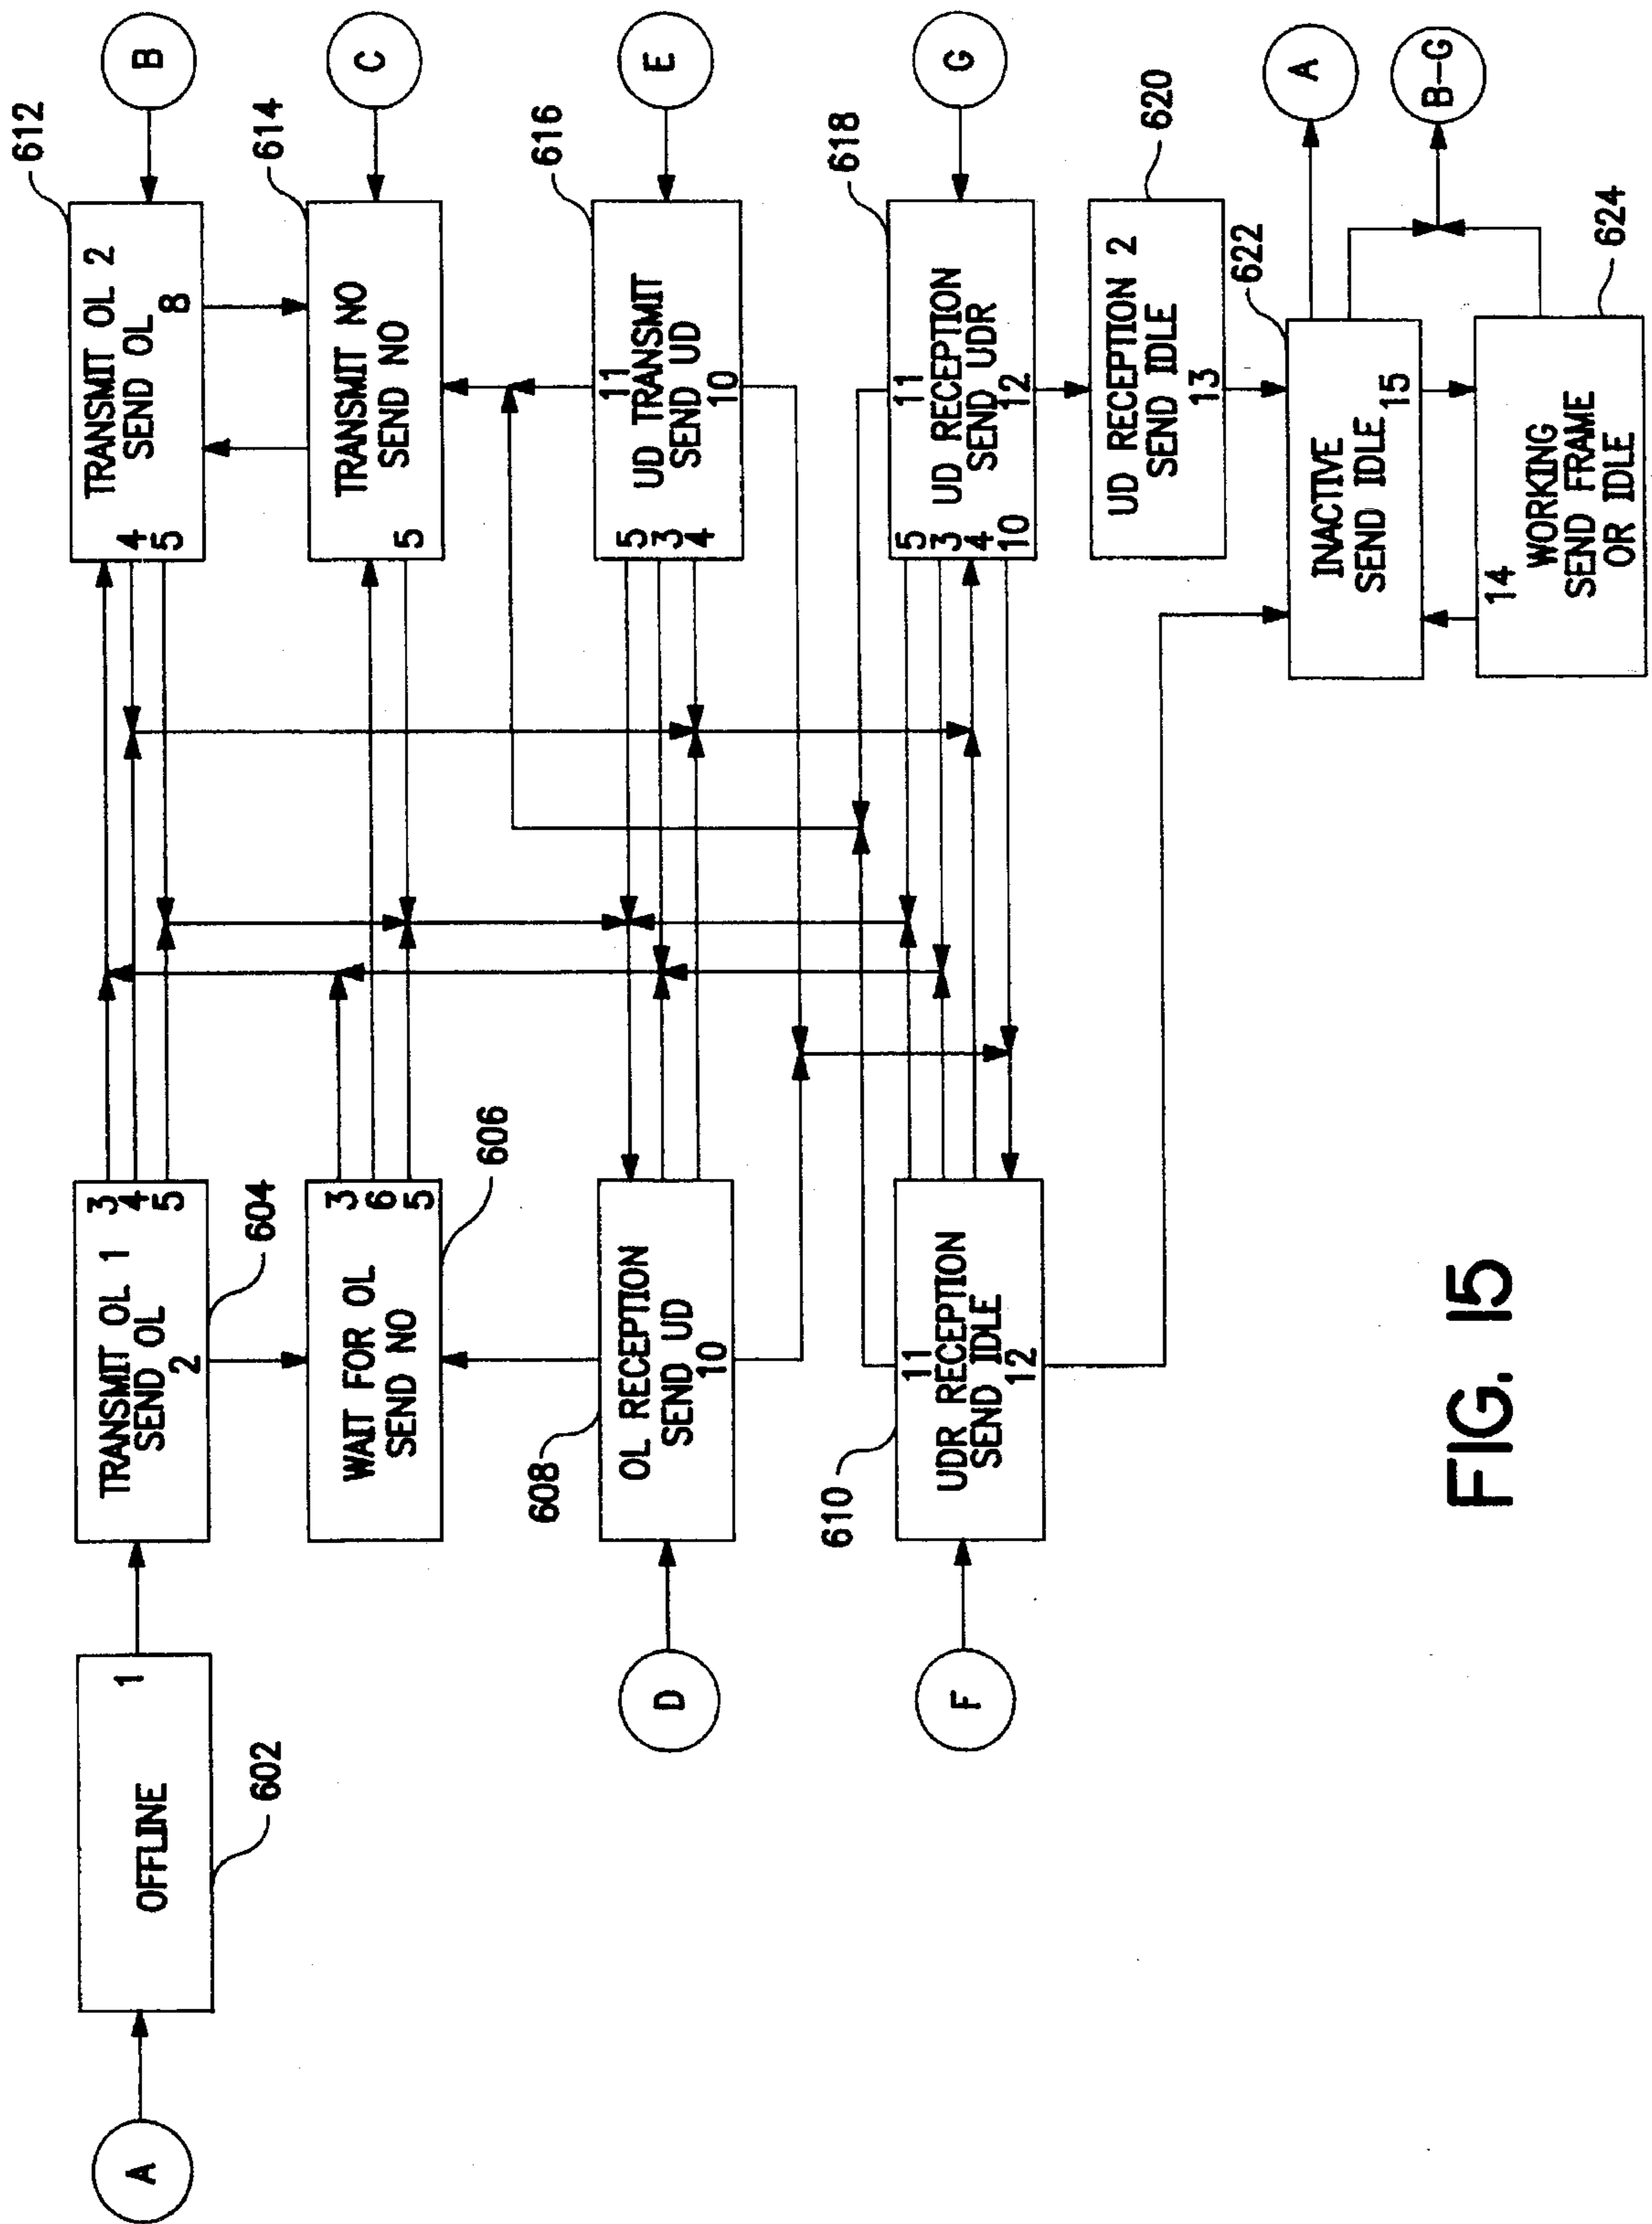 A
OFFLINE
1
602
TRANSMIT OL 1
SEND OL
2
3
4
5
604
TRANSMIT OL 2
SEND OL
8
4
5
612
B
WAIT FOR OL
SEND NO
3
6
5
606
TRANSMIT NO
SEND NO
5
614
C
D
OL RECEPTION
SEND UD
10
608
11
UD TRANSMIT
SEND UD
10
5
3
4
616
E
F
11
UDR RECEPTION
SEND IDLE
12
610
11
UD RECEPTION
SEND UDR
12
5
3
4
10
618
G
UD RECEPTION 2
SEND IDLE
13
620
INACTIVE
SEND IDLE
15
622
A
B-G
14
WORKING
SEND FRAME
OR IDLE
624
FIG. 15